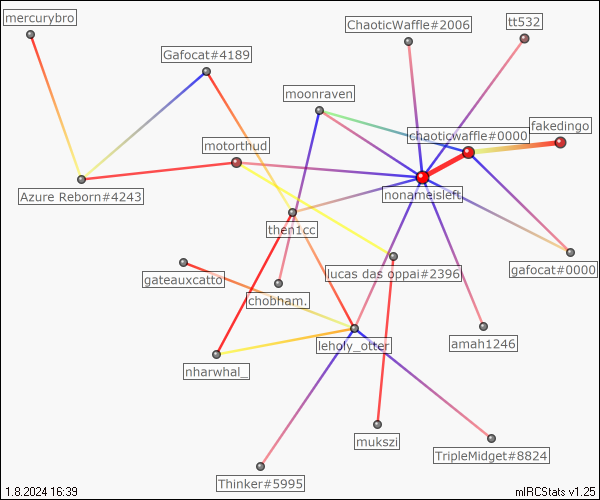 mercurybro
ChaoticWaffle#2006
tt532
Gafocat#4189
moonraven
fakedingo
chaoticwaffle#0000
motorthud
Azure Reborn#4243
nonameisleft
then1cc
gafocat#0000
lucas das oppai#2396
gateauxcatto
chobham.
leholy_otter
amah1246
nharwhal_
mukszi
TripleMidget#8824
Thinker#5995
1.8.2024 16:39
mIRCStats v1.25